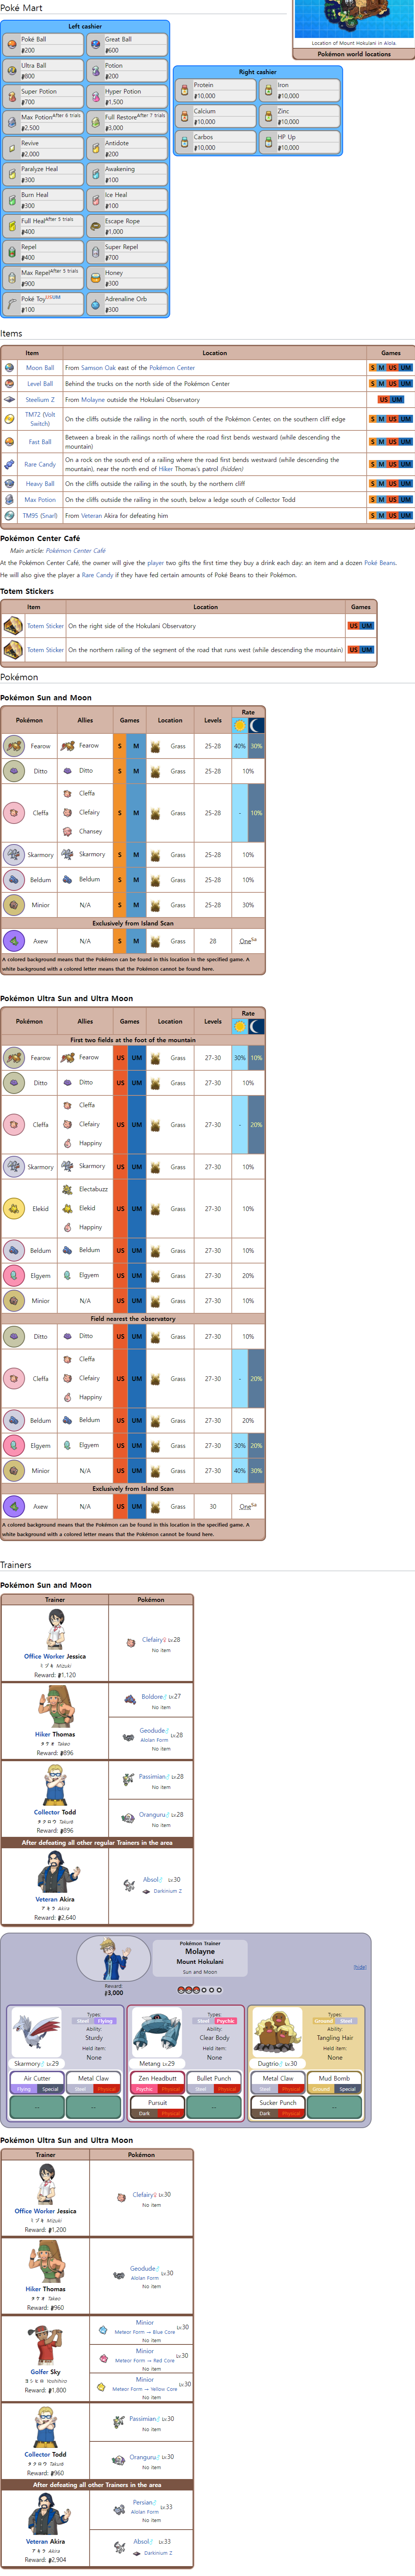 Poké Mart
Location of Mount Hokulani in Alola.
Pokémon world locations
Left cashier
Poké Ball
200
Great Ball
600
Ultra Ball
800
Potion
200
Super Potion
700
Hyper Potion
1,500
Max Potion After 6 trials
2,500
Full Restore After 7 trials
3,000
Revive
2,000
Antidote
200
Paralyze Heal
300
Awakening
100
Burn Heal
300
Ice Heal
100
Full Heal After 5 trials
400
Escape Rope
1,000
Repel
400
Super Repel
700
Max Repel After 5 trials
900
Honey
300
Poké Toy USUM
100
Adrenaline Orb
300
Right cashier
Protein
10,000
Iron
10,000
Calcium
10,000
Zinc
10,000
Carbos
10,000
HP Up
10,000
Items
Item Location Games
Moon Ball From Samson Oak east of the Pokémon Center S M US UM
Level Ball Behind the trucks on the north side of the Pokémon Center S M US UM
Steelium Z From Molayne outside the Hokulani Observatory US UM
TM72 (Volt Switch) On the cliffs outside the railing in the north, south of the Pokémon Center, on the southern cliff edge S M US UM
Fast Ball Between a break in the railings north of where the road first bends westward (while descending the mountain) S M US UM
Rare Candy On a rock on the south end of a railing where the road first bends westward (while descending the mountain), near the north end of Hiker Thomas's patrol (hidden) S M US UM
Heavy Ball On the cliffs outside the railing in the south, by the northern cliff S M US UM
Max Potion On the cliffs outside the railing in the south, below a ledge south of Collector Todd S M US UM
TM95 (Snarl) From Veteran Akira for defeating him S M US UM
Pokémon Center Café
Main article: Pokémon Center Café
At the Pokémon Center Café, the owner will give the player two gifts the first time they buy a drink each day: an item and a dozen Poké Beans.
He will also give the player a Rare Candy if they have fed certain amounts of Poké Beans to their Pokémon.
Totem Stickers
Item Location Games
Totem Sticker On the right side of the Hokulani Observatory US UM
Totem Sticker On the northern railing of the segment of the road that runs west (while descending the mountain) US UM
Pokémon
Pokémon Sun and Moon
Pokémon Allies Games Location Levels Rate
Fearow Fearow S M Grass 25-28 40% 30%
Ditto Ditto S M Grass 25-28 10%
Cleffa Cleffa Clefairy Chansey S M Grass 25-28 - 10%
Skarmory Skarmory S M Grass 25-28 10%
Beldum Beldum S M Grass 25-28 10%
Minior N/A S M Grass 25-28 30%
Exclusively from Island Scan
Axew N/A S M Grass 28 One Sa
A colored background means that the Pokémon can be found in this location in the specified game. A
white background with a colored letter means that the Pokémon cannot be found here.
Pokémon Ultra Sun and Ultra Moon
Pokémon Allies Games Location Levels Rate
First two fields at the foot of the mountain
Fearow Fearow US UM Grass 27-30 30% 10%
Ditto Ditto US UM Grass 27-30 10%
Cleffa Cleffa Clefairy Happiny US UM Grass 27-30 - 20%
Skarmory Skarmory US UM Grass 27-30 10%
Elekid Electabuzz Elekid Happiny US UM Grass 27-30 10%
Beldum Beldum US UM Grass 27-30 10%
Elgyem Elgyem US UM Grass 27-30 20%
Minior N/A US UM Grass 27-30 10%
Field nearest the observatory
Ditto Ditto US UM Grass 27-30 10%
Cleffa Cleffa Clefairy Happiny US UM Grass 27-30 - 20%
Beldum Beldum US UM Grass 27-30 20%
Elgyem Elgyem US UM Grass 27-30 30% 20%
Minior N/A US UM Grass 27-30 40% 30%
Exclusively from Island Scan
Axew N/A US UM Grass 30 One Sa
A colored background means that the Pokémon can be found in this location in the specified game. A
white background with a colored letter means that the Pokémon cannot be found here.
Trainers
Pokémon Sun and Moon
Trainer Pokémon
Office Worker Jessica
ミヅキ Mizuki
Reward: 1,120
Clefairy♀ Lv.28
No item
Hiker Thomas
タケオ Takeo
Reward: 896
Boldore♂ Lv.27
No item
Geodude♂ Lv.28
Alolan Form
No item
Collector Todd
タクロウ Takurō
Reward: 896
Passimian♂ Lv.28
No item
Oranguru♂ Lv.28
No item
After defeating all other regular Trainers in the area
Veteran Akira
アキラ Akira
Reward: 2,640
Absol♂ Lv.30
Darkinium Z
Pokémon Trainer
Molayne
Mount Hokulani
Sun and Moon
Reward:
3,000
[hide]
Types:
Steel Flying
Ability:
Sturdy
Held item:
None
Skarmory♂ Lv.29
Air Cutter
Flying Special
Metal Claw
Steel Physical
---
---
Types:
Steel Psychic
Ability:
Clear Body
Held item:
None
Metang Lv.29
Zen Headbutt
Psychic Physical
Bullet Punch
Steel Physical
Pursuit
Dark Physical
---
Types:
Ground Steel
Ability:
Tangling Hair
Held item:
None
Dugtrio♂ Lv.30
Metal Claw
Steel Physical
Mud Bomb
Ground Special
Sucker Punch
Dark Physical
---
Pokémon Ultra Sun and Ultra Moon
Trainer Pokémon
Office Worker Jessica
ミヅキ Mizuki
Reward: 1,200
Clefairy♀ Lv.30
No item
Hiker Thomas
タケオ Takeo
Reward: 960
Geodude♂ Lv.30
Alolan Form
No item
Golfer Sky
ヨシヒロ Yoshihiro
Reward: 1,800
Minior Lv.30
Meteor Form → Blue Core
No item
Minior Lv.30
Meteor Form → Red Core
No item
Minior Lv.30
Meteor Form → Yellow Core
No item
Collector Todd
タクロウ Takurō
Reward: 960
Passimian♂ Lv.30
No item
Oranguru♂ Lv.30
No item
After defeating all other Trainers in the area
Veteran Akira
アキラ Akira
Reward: 2,904
Persian♂ Lv.33
Alolan Form
No item
Absol♂ Lv.33
Darkinium Z